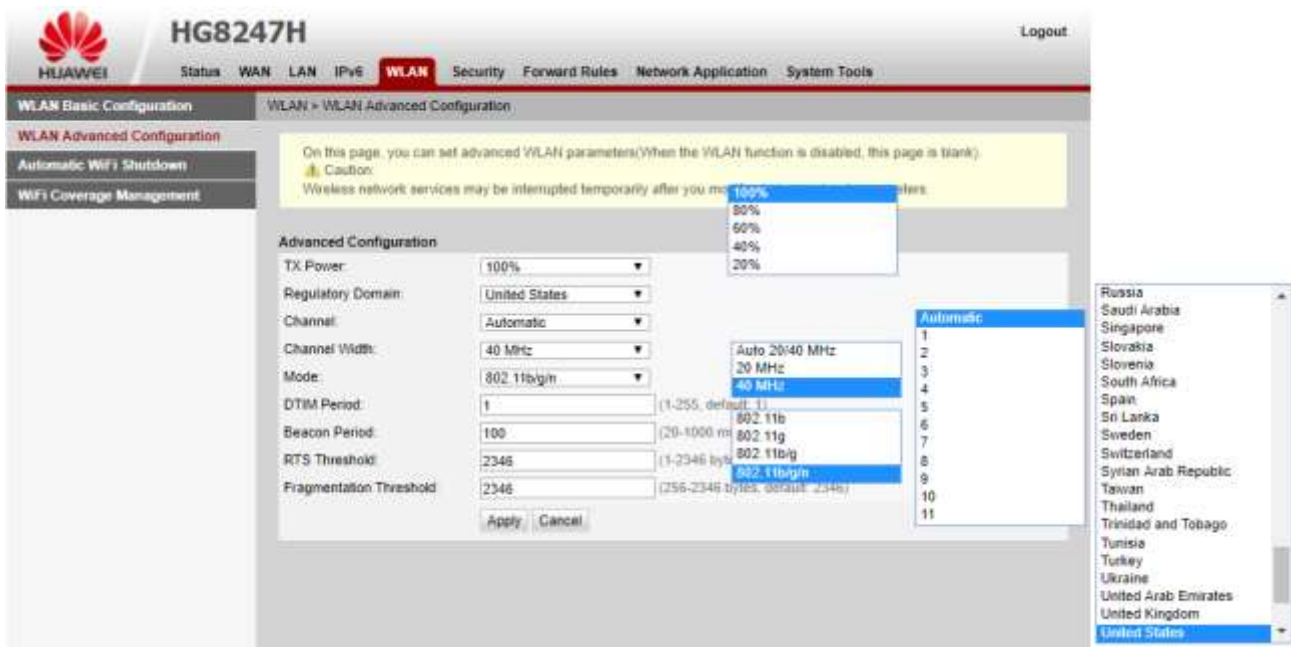 HG8247H
Logout
HUAWEI
Status WAN LAN IPv6 WLAN Security Forward Rules Network Application System Tools
WLAN Basic Configuration
WLAN > WLAN Advanced Configuration
WLAN Advanced Configuration
Automatic WiFi Shutdown
WiFi Coverage Management
On this page, you can set advanced WLAN parameters(When the WLAN function is disabled, this page is blank).
Caution:
Wireless network services may be interrupted temporarily after you
100%
80%
60%
40%
20%
Advanced Configuration
TX Power: 100%
Regulatory Domain: United States
Channel: Automatic
Channel Width: 40 MHz
Mode: 802.11b/g/n
DTIM Period: 1 (1-255, default: 1)
Beacon Period: 100 (20-1000
RTS Threshold: 2346 (1-2346
Fragmentation Threshold: 2346 (256-2346 bytes, default: 2346)
Apply Cancel
Auto 20/40 MHz
20 MHz
40 MHz
802.11b
802.11g
802.11b/g
802.11b/g/n
Automatic
1
2
3
4
5
6
7
8
9
10
11
Russia
Saudi Arabia
Singapore
Slovakia
Slovenia
South Africa
Spain
Sri Lanka
Sweden
Switzerland
Syrian Arab Republic
Taiwan
Thailand
Trinidad and Tobago
Tunisia
Turkey
Ukraine
United Arab Emirates
United Kingdom
United States